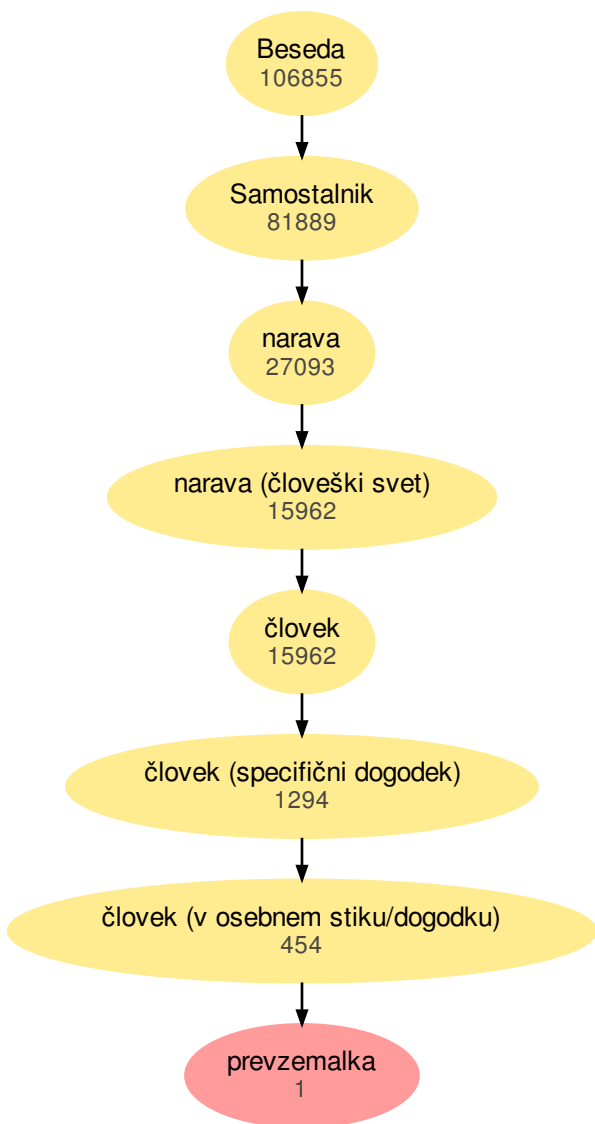 Beseda
106855
Samostalnik
81889
narava
27093
narava (človeški svet)
15962
človek
15962
človek (specifični dogodek)
1294
človek (v osebnem stiku/dogodku)
454
prevzemalka
1